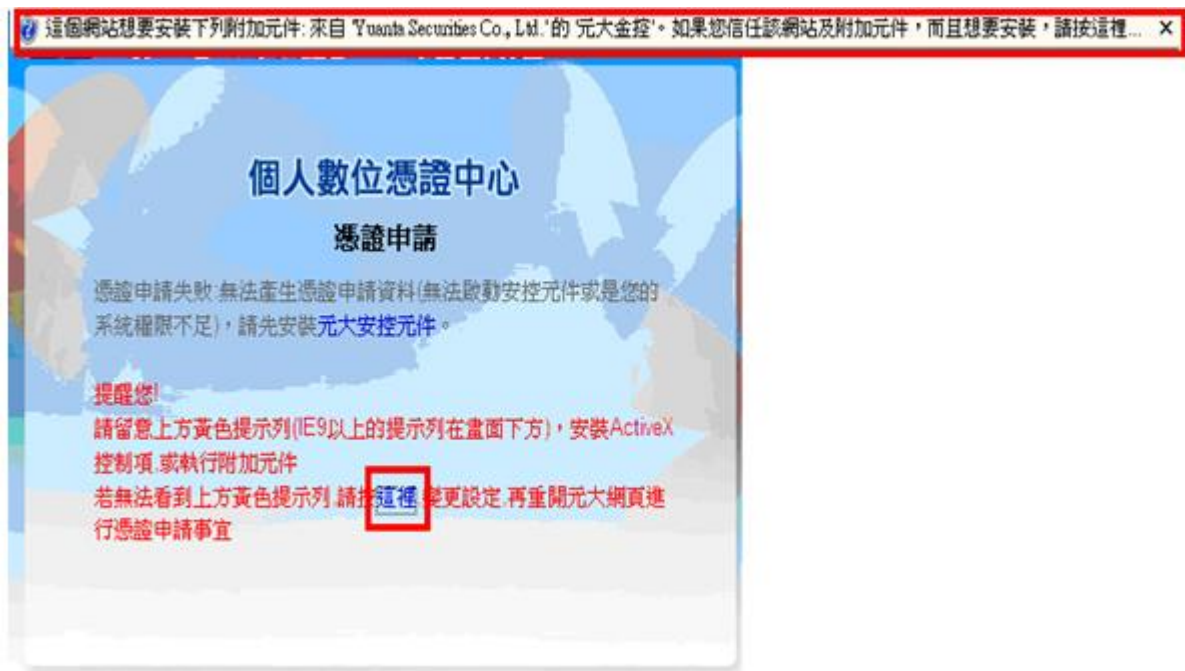 這個網站想要安裝下列附加元件: 來自 'Yuanta Securities Co., Ltd.' 的 '元大金控'。如果您信任該網站及附加元件，而且想要安裝，請按這裡...
個人數位憑證中心
憑證申請
憑證申請失敗:無法產生憑證申請資料(無法啟動安控元件或是您的
系統權限不足)，請先安裝元大安控元件。
提醒您!
請留意上方黃色提示列(IE9以上的提示列在畫面下方)，安裝ActiveX
控制項,或執行附加元件
若無法看到上方黃色提示列,請按這裡,變更設定,再重開元大網頁進
行憑證申請事宜